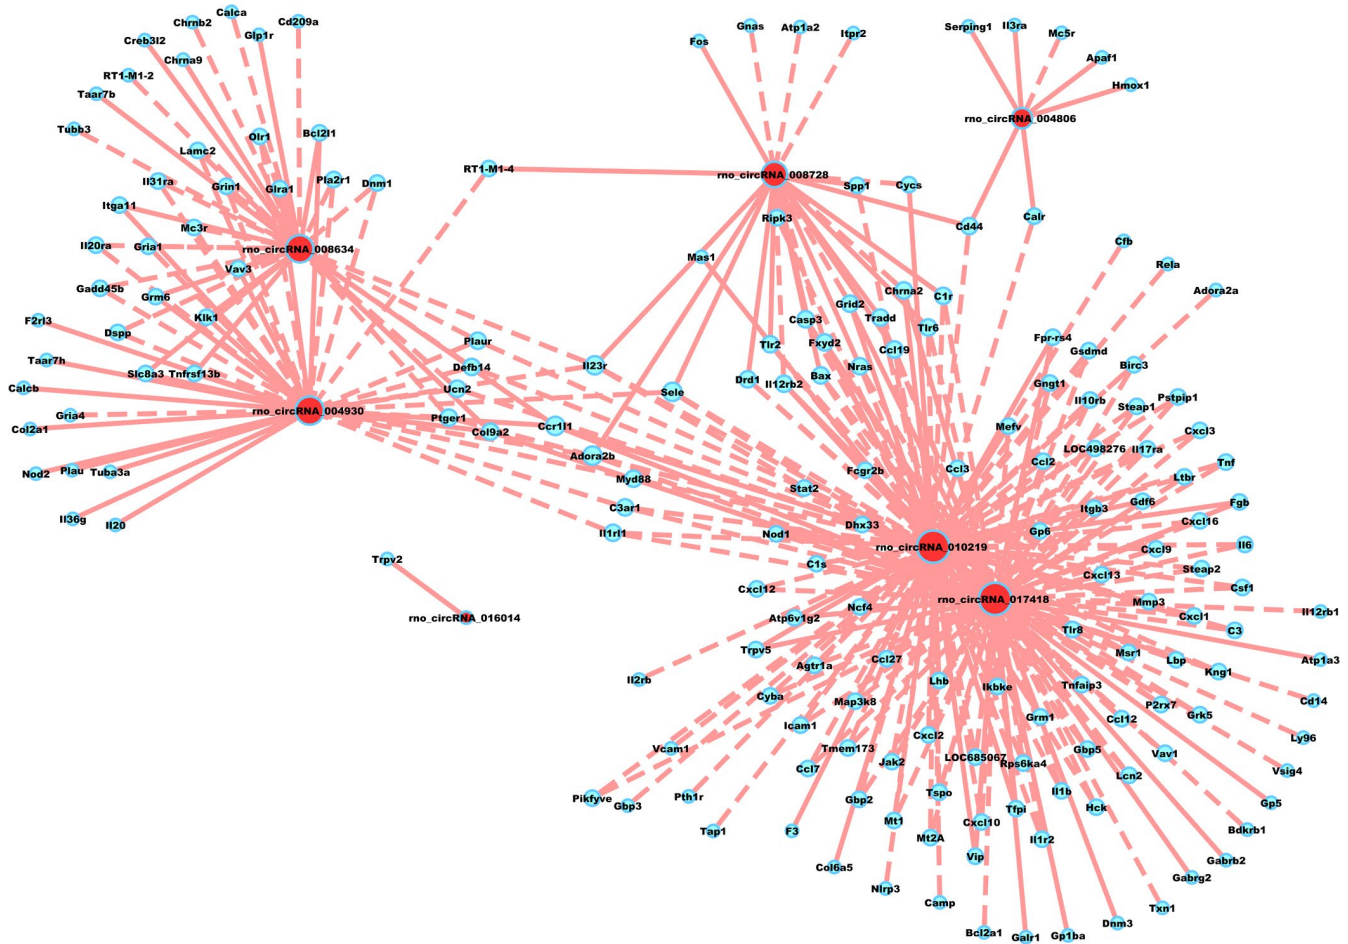 Calca
Chrnb2
Cd209a
Glp1r
Creb3l2
Chrna9
RT1-M1-2
Taar7b
Tubb3
Olr1
Bcl2l1
Lamc2
Il31ra
Grin1
Glra1
Pla2r1
Dnm1
Itga11
Mc3r
Il20ra
Gria1
rno_circRNA_008634
Vav3
Gadd45b
Grm6
Klk1
F2rl3
Dspp
Taar7h
Slc8a3
Tnfrsf13b
Calcb
Gria4
rno_circRNA_004930
Col2a1
Nod2
Plau
Tuba3a
Il36g
Il20
Plaur
Defb14
Ucn2
Ptger1
Col9a2
Ccr1l1
Il23r
Sele
Adora2b
Myd88
C3ar1
Il1rl1
Trpv2
rno_circRNA_016014
Fos
Gnas
Atp1a2
Itpr2
RT1-M1-4
rno_circRNA_008728
Spp1
Cycs
Ripk3
Mas1
Cd44
Calr
Serping1
Il3ra
Mc5r
Apaf1
Hmox1
rno_circRNA_004806
Chrna2
C1r
Grid2
Casp3
Tradd
Tlr6
Tlr2
Fxyd2
Ccl19
Drd1
Il12rb2
Bax
Nras
Cfb
Rela
Adora2a
Fpr-rs4
Gsdmd
Birc3
Gngt1
Il10rb
Steap1
Pstpip1
Mefv
LOC498276
Il17ra
Cxcl3
Fcgr2b
Ccl3
Ccl2
Tnf
Ltbr
Stat2
Itgb3
Gdf6
Fgb
Dhx33
Gp6
Cxcl16
Nod1
rno_circRNA_010219
Cxcl9
Il6
C1s
Cxcl13
Steap2
Cxcl12
rno_circRNA_017418
Mmp3
Csf1
Atp6v1g2
Ncf4
Cxcl1
Il12rb1
Tlr8
C3
Trpv5
Agtr1a
Ccl27
Msr1
Lbp
Atp1a3
Il2rb
Lhb
Ikbke
Tnfaip3
Kng1
Cyba
Map3k8
P2rx7
Cd14
Icam1
Grm1
Ccl12
Grk5
Vcam1
Tmem173
Cxcl2
Ly96
Ccl7
Jak2
LOC685067
Rps6ka4
Gbp5
Vav1
Vsig4
Pikfyve
Gbp3
Pth1r
Gbp2
Tspo
Il1b
Lcn2
Tap1
F3
Mt1
Mt2A
Cxcl10
Tfpi
Hck
Gp5
Il1r2
Bdkrb1
Col6a5
Vip
Gabrb2
Nlrp3
Gabrg2
Camp
Txn1
Bcl2a1
Galr1
Gp1ba
Dnm3